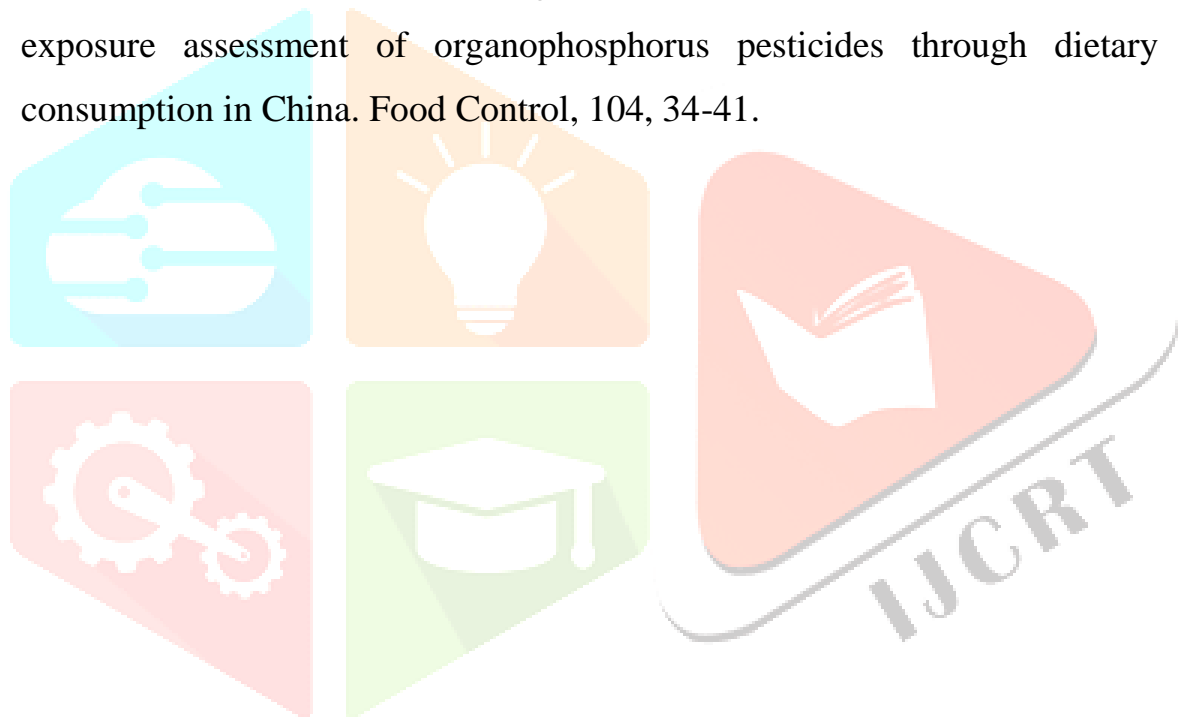 exposure assessment of organophosphorus pesticides through dietary
consumption in China. Food Control, 104, 34-41.
IJCRT